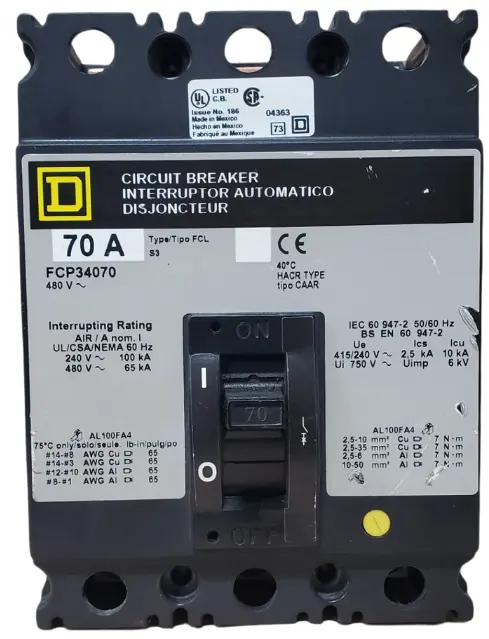 UL LISTED SA
C.B.
Issue No. 186 04363
Made in Mexico
Hecho en Mexico 73 D
Fabriqué au Mexique
D CIRCUIT BREAKER
INTERRUPTOR AUTOMATICO
DISJONCTEUR
70 A Type/Tipo FCL
S3
CE
FCP34070
480 V ~
40°C
HACR TYPE
tipo CAAR
Interrupting Rating
AIR / A nom. I
UL/CSA/NEMA 60 Hz
240 V ~ 100 kA
480 V ~ 65 kA
IEC 60 947-2 50/60 Hz
BS EN 60 947-2
Ue Ics Icu
415/240 V ~ 2,5 kA 10 kA
Ui 750 V ~ Uimp 6 kV
ON
I
70
O
OFF
AL100FA4
75°C only/solo/seule. lb-in/pulg/po
#14-#8 AWG Cu 65
#14-#3 AWG Cu 65
#12-#10 AWG Al 65
#8-#1 AWG Al 65
AL100FA4
2,5-10 mm² Cu 7 N·m
2,5-35 mm² Cu 7 N·m
2,5-6 mm² Al 7 N·m
10-50 mm² Al 7 N·m